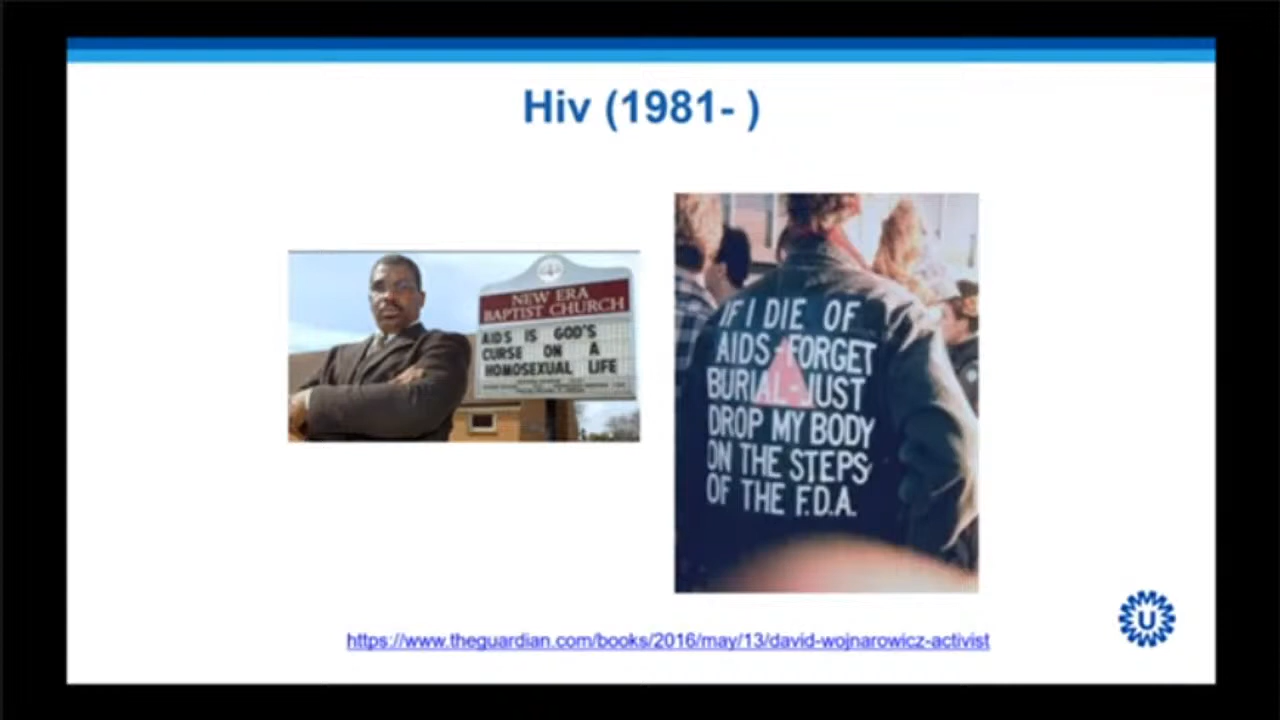 Hiv (1981- )
NEW ERA
BAPTIST CHURCH
AIDS IS GOD'S
CURSE ON A
HOMOSEXUAL LIFE
IF I DIE OF
AIDS - FORGET
BURIAL - JUST
DROP MY BODY
ON THE STEPS
OF THE F.D.A.
https://www.theguardian.com/books/2016/may/13/david-wojnarowicz-activist
U